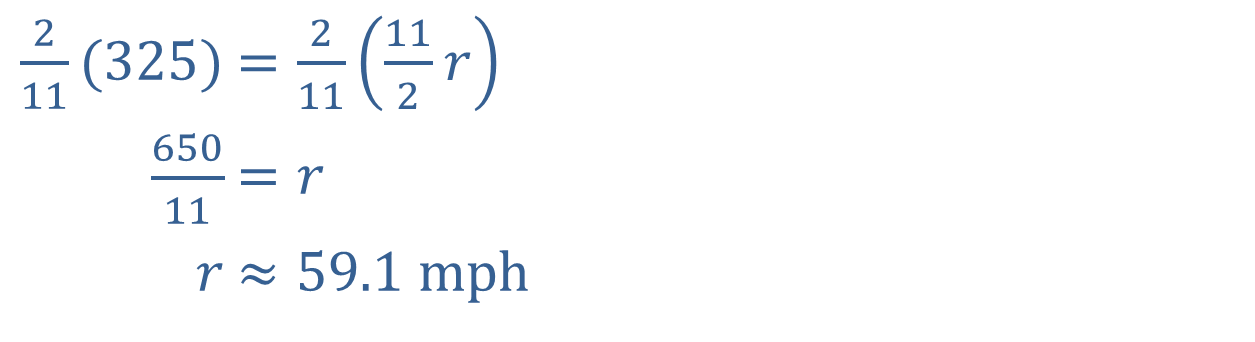 2/11 (325) = 2/11 (11/2 r)
650/11 = r
r ≈ 59.1 mph